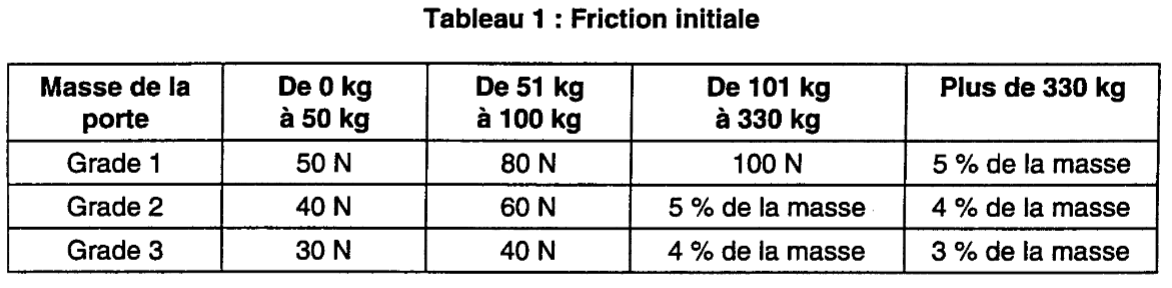 Tableau 1 : Friction initiale
Masse de la porte | De 0 kg à 50 kg | De 51 kg à 100 kg | De 101 kg à 330 kg | Plus de 330 kg
Grade 1 | 50 N | 80 N | 100 N | 5 % de la masse
Grade 2 | 40 N | 60 N | 5 % de la masse | 4 % de la masse
Grade 3 | 30 N | 40 N | 4 % de la masse | 3 % de la masse